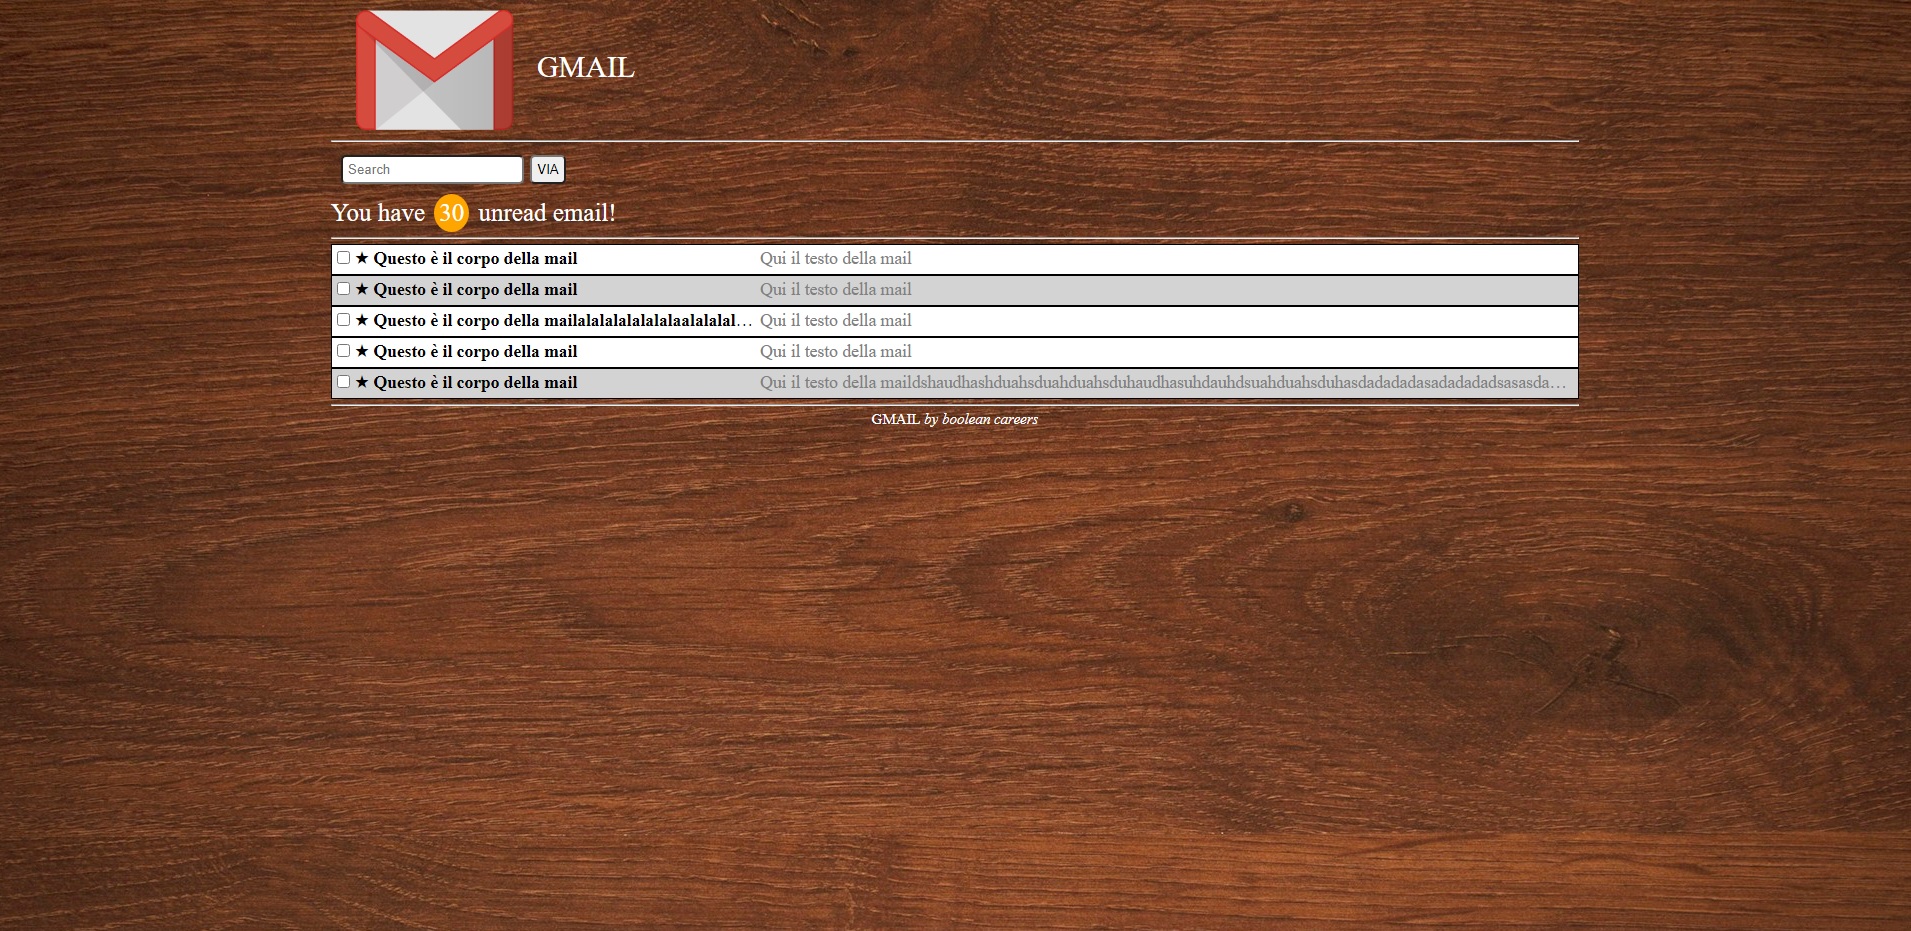 GMAIL
Search VIA
You have 30 unread email!
★ Questo è il corpo della mail Qui il testo della mail
★ Questo è il corpo della mail Qui il testo della mail
★ Questo è il corpo della mailalalalalalalalaalalalal… Qui il testo della mail
★ Questo è il corpo della mail Qui il testo della mail
★ Questo è il corpo della mail Qui il testo della maildshaudhashduahsduahduahsduhaudhasuhdauhdsuahduahsduhasdadadadasadadadadsasasda…
GMAIL by boolean careers